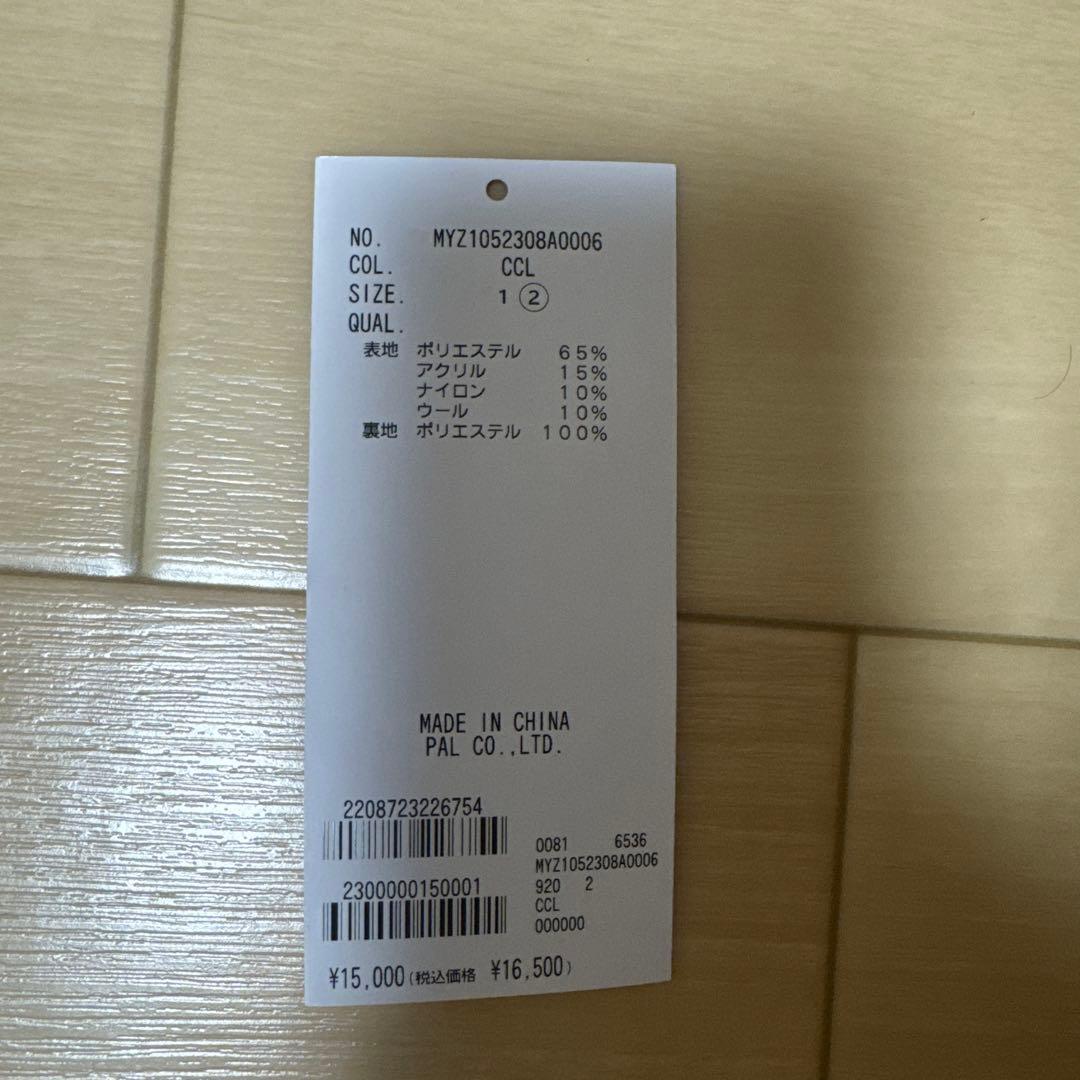 NO. MYZ1052308A0006
COL. CCL
SIZE. 1 ②
QUAL.
表地 ポリエステル 65%
アクリル 15%
ナイロン 10%
ウール 10%
裏地 ポリエステル 100%
MADE IN CHINA
PAL CO.,LTD.
2208723226754
2300000150001
0081 6536
MYZ1052308A0006
920 2
CCL
000000
¥15,000(税込価格 ¥16,500)